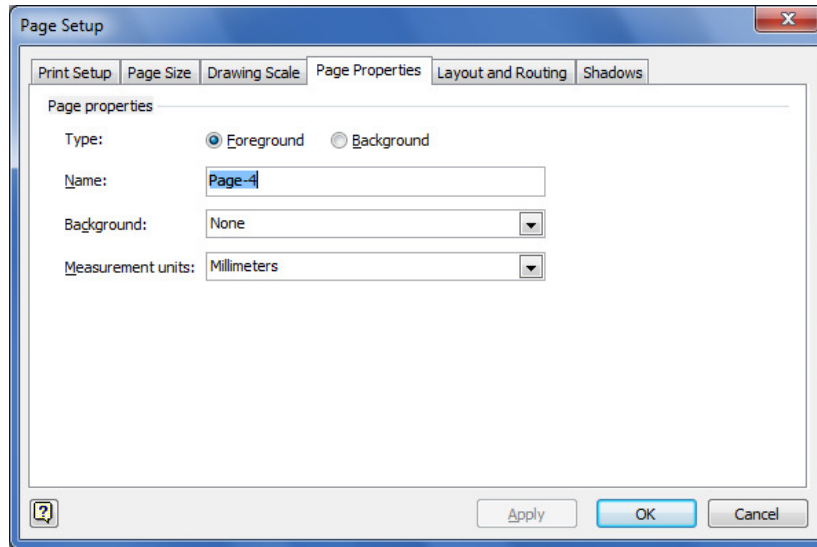 Page Setup
Print Setup Page Size Drawing Scale Page Properties Layout and Routing Shadows
Page properties
Type: Foreground Background
Name: Page-4
Background: None
Measurement units: Millimeters
Apply OK Cancel